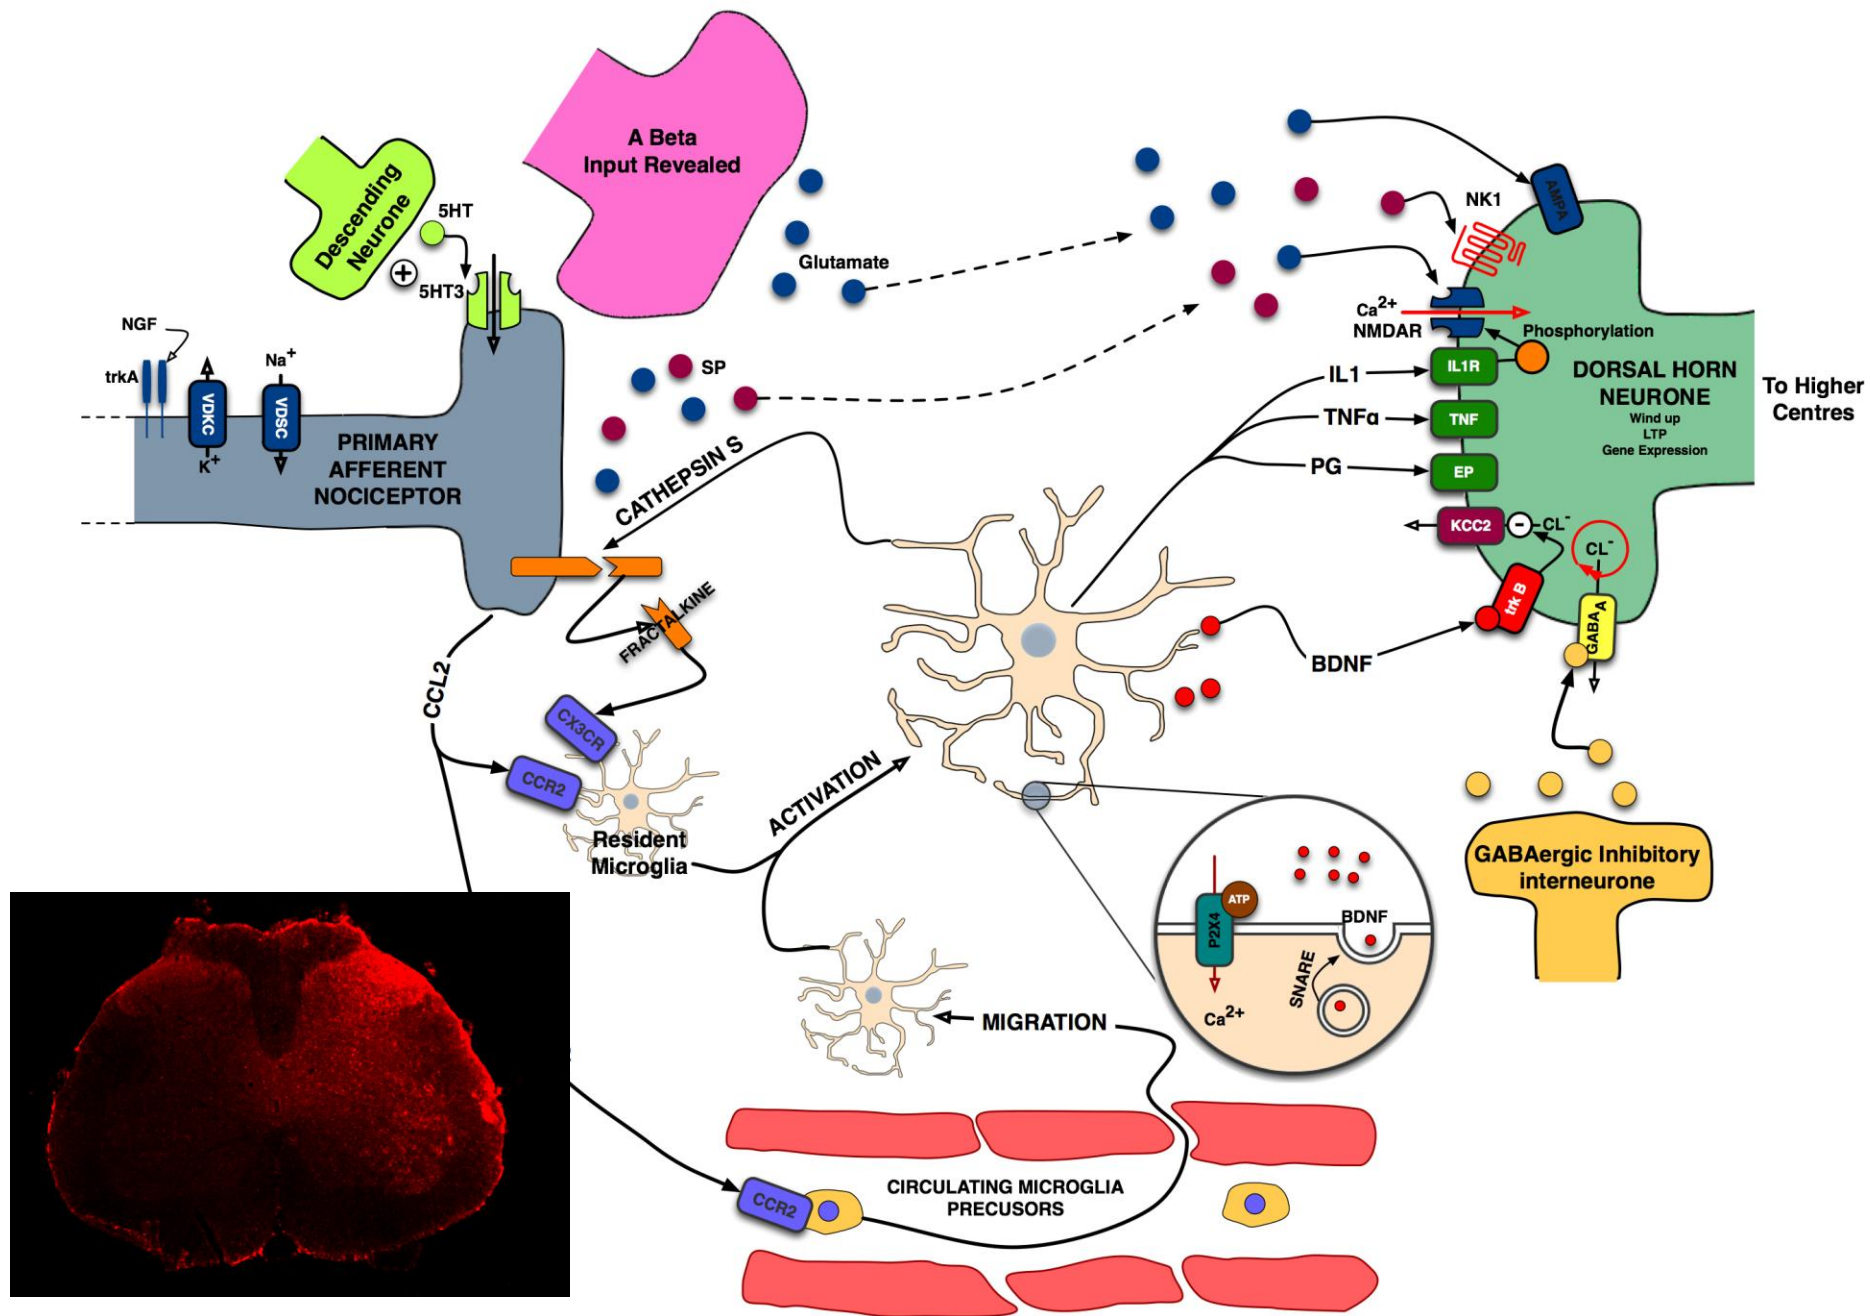 A Beta
Input Revealed
Descending
Neurone
5HT
5HT3
Glutamate
NK1
AMPA
Ca2+
NMDAR
Phosphorylation
NGF
trkA
Na+
VDKC
VDSC
K+
SP
PRIMARY
AFFERENT
NOCICEPTOR
IL1
IL1R
TNFα
TNF
PG
EP
DORSAL HORN
NEURONE
Wind up
LTP
Gene Expression
To Higher
Centres
CATHEPSIN S
KCC2
-
CL-
CL-
trk B
GABAA
FRACTALKINE
BDNF
CCL2
CX3CR
CCR2
Resident
Microglia
ACTIVATION
GABAergic Inhibitory
interneurone
ATP
P2X4
BDNF
SNARE
Ca2+
MIGRATION
CCR2
CIRCULATING MICROGLIA
PRECUSORS